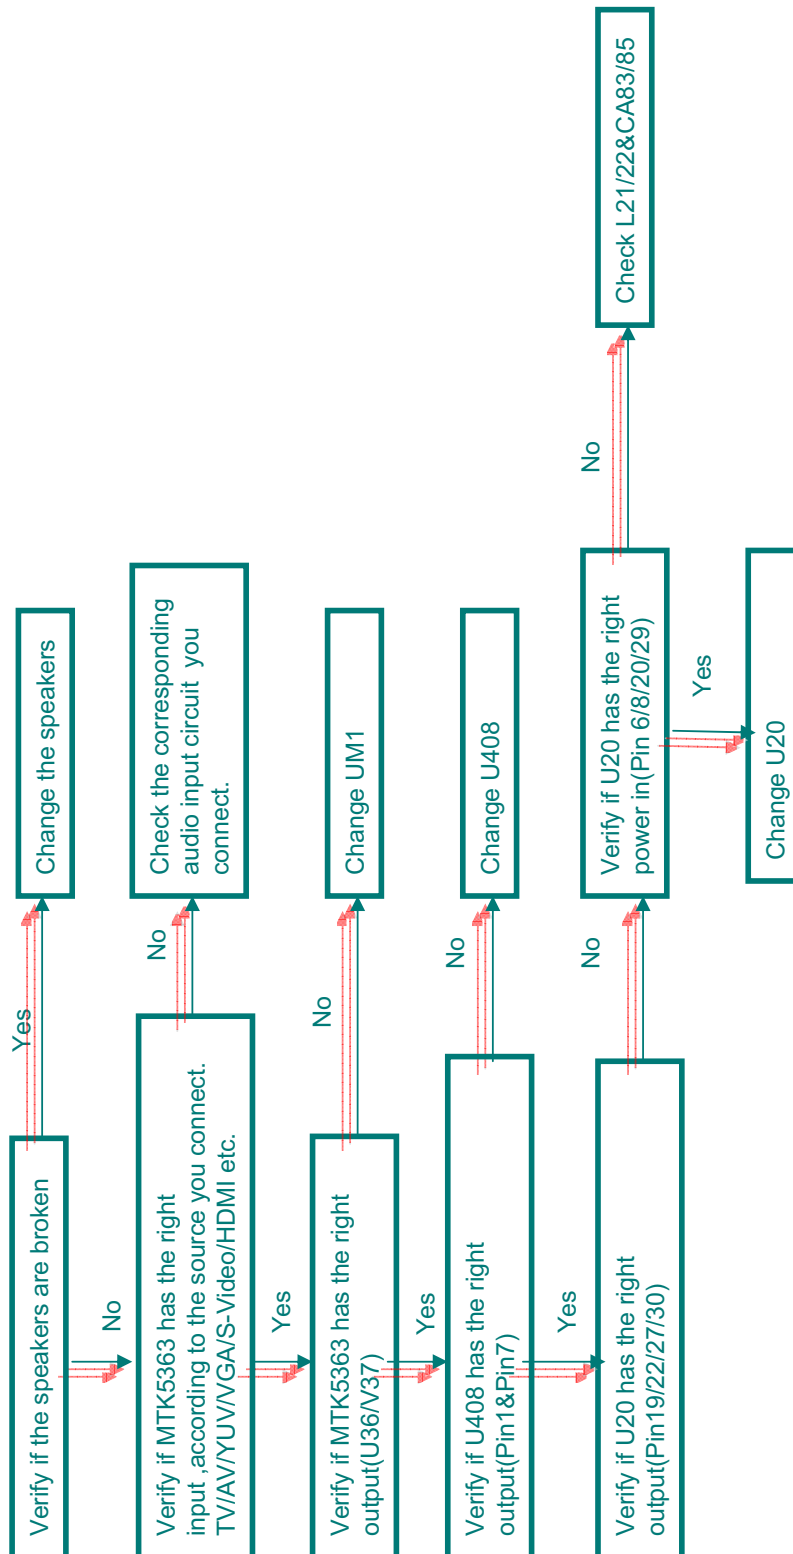 Verify if the speakers are broken
Yes
Change the speakers
No
Verify if MTK5363 has the right
input ,according to the source you connect.
TV/AV/YUV/VGA/S-Video/HDMI etc.
No
Check the corresponding
audio input circuit you
connect.
Yes
Verify if MTK5363 has the right
output(U36/V37)
No
Change UM1
Yes
Verify if U408 has the right
output(Pin1&Pin7)
No
Change U408
Yes
Verify if U20 has the right
output(Pin19/22/27/30)
No
Verify if U20 has the right
power in(Pin 6/8/20/29)
No
Check L21/22&CA83/85
Yes
Change U20